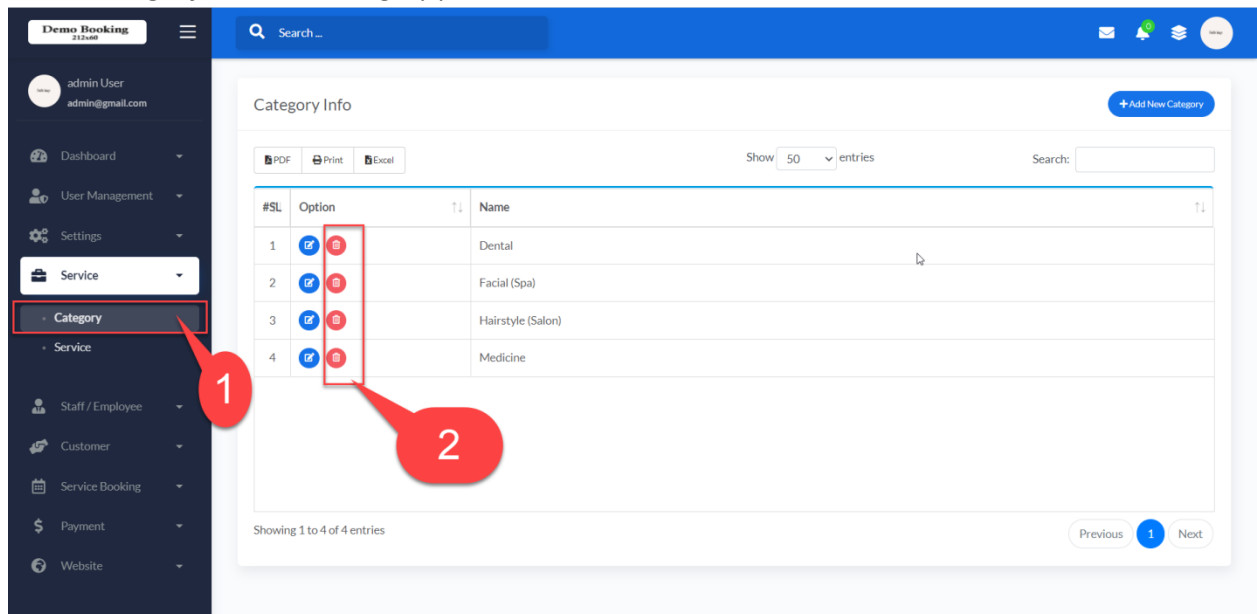 Demo Booking
212x60
Search ...
0
admin User
admin@gmail.com
Category Info
+Add New Category
Dashboard
PDF Print Excel
Show 50 entries
Search:
User Management
#SL Option Name
Settings
1 Dental
Service
2 Facial (Spa)
Category
3 Hairstyle (Salon)
Service
4 Medicine
1
Staff / Employee
2
Customer
Service Booking
Payment
Showing 1 to 4 of 4 entries
Previous 1 Next
Website